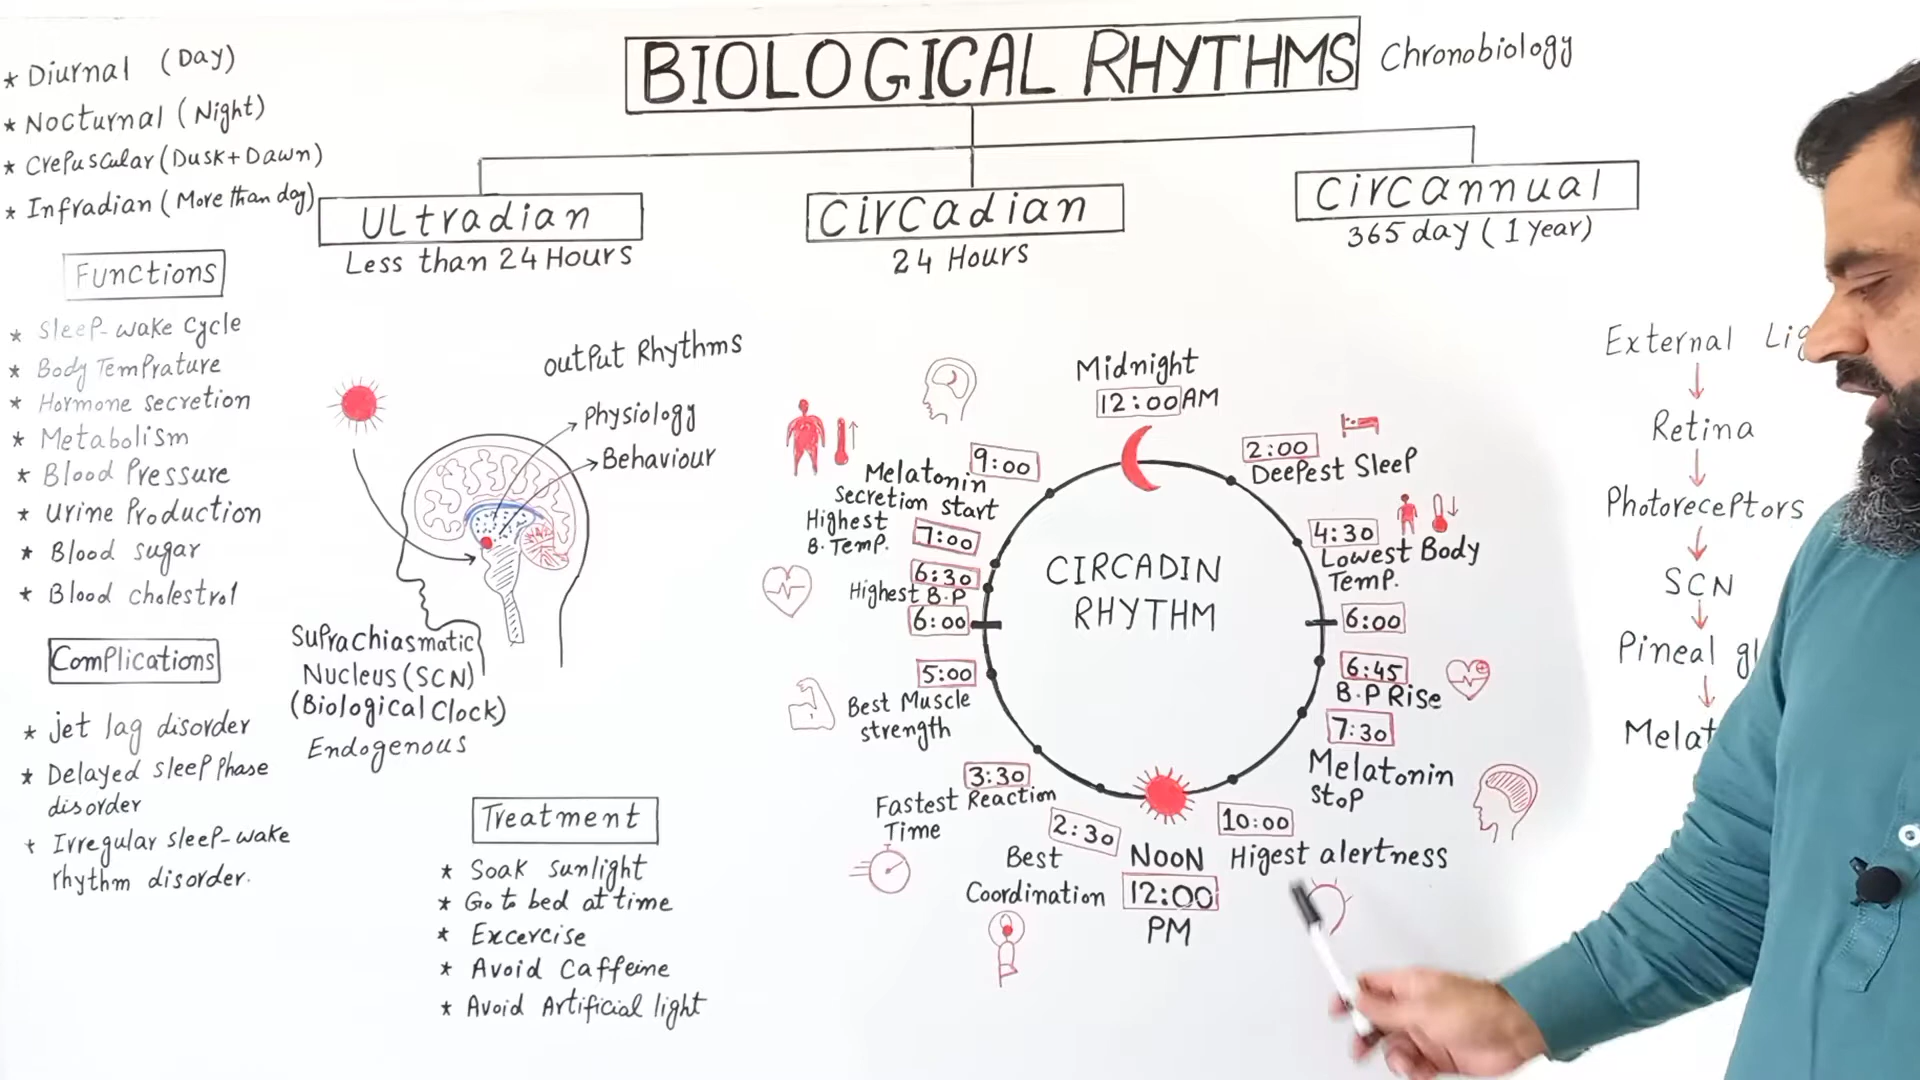 BIOLOGICAL RHYTHMS
Chronobiology
* Diurnal (Day)
* Nocturnal (Night)
* Crepuscular (Dusk+Dawn)
* Infradian (More than day)
Ultradian
Less than 24 Hours
Circadian
24 Hours
Circannual
365 day (1 year)
Functions
* Sleep-wake Cycle
* Body Temprature
* Hormone secretion
* Metabolism
* Blood Pressure
* Urine Production
* Blood sugar
* Blood cholestrol
Complications
* jet lag disorder
* Delayed sleep Phase
disorder
* Irregular sleep-wake
rhythm disorder.
output Rhythms
Physiology
Behaviour
Suprachiasmatic
Nucleus (SCN)
(Biological Clock)
Endogenous
Treatment
* Soak sunlight
* Go to bed at time
* Excercise
* Avoid Caffeine
* Avoid Artificial light
CIRCADIN
RHYTHM
Midnight
12:00 AM
2:00
Deepest Sleep
4:30
Lowest Body
Temp.
6:00
6:45
B.P Rise
7:30
Melatonin
stop
10:00
Higest alertness
NOON
12:00
PM
2:30
Best
Coordination
3:30
Fastest Reaction
Time
5:00
Best Muscle
strength
6:00
6:30
Highest B.P
7:00
Highest
B.Temp.
9:00
Melatonin
secretion start
External
Retina
Photoreceptors
SCN
Pineal